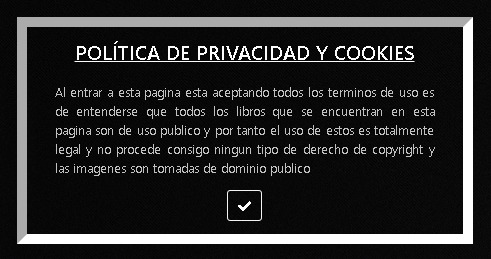 POLÍTICA DE PRIVACIDAD Y COOKIES
Al entrar a esta pagina esta aceptando todos los terminos de uso es
de entenderse que todos los libros que se encuentran en esta
pagina son de uso publico y por tanto el uso de estos es totalmente
legal y no procede consigo ningun tipo de derecho de copyright y
las imagenes son tomadas de dominio publico